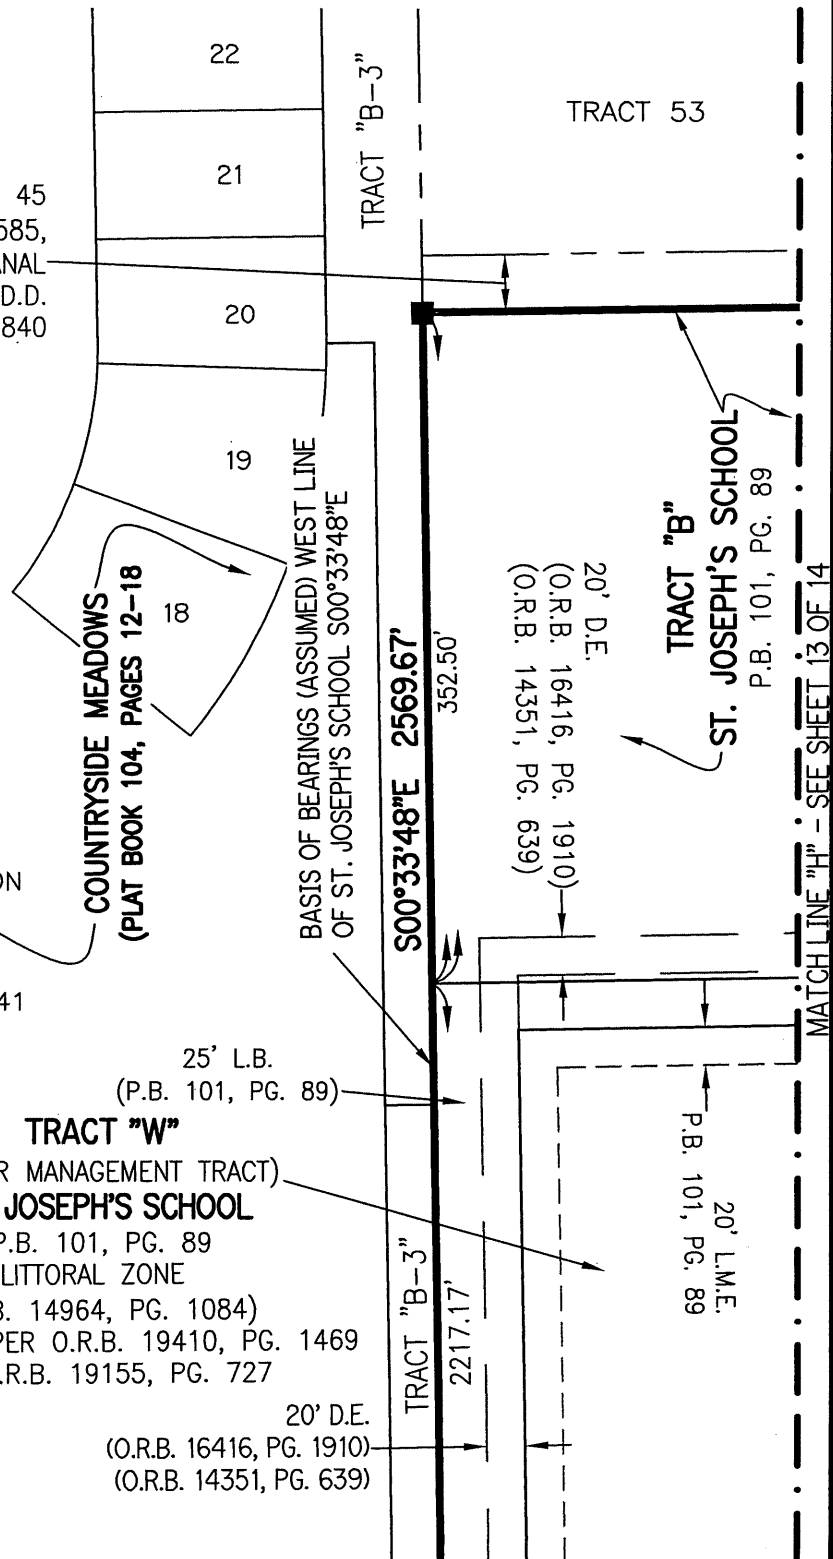 22
21
20
19
18
TRACT "B-3"
TRACT 53
45
585,
ANAL
D.D.
840
COUNTRYSIDE MEADOWS
(PLAT BOOK 104, PAGES 12-18
BASIS OF BEARINGS (ASSUMED) WEST LINE
OF ST. JOSEPH'S SCHOOL S00°33'48"E
S00°33'48"E 2569.67'
352.50'
20' D.E.
(O.R.B. 16416, PG. 1910)
(O.R.B. 14351, PG. 639)
TRACT "B"
ST. JOSEPH'S SCHOOL
P.B. 101, PG. 89
MATCH LINE "H" - SEE SHEET 13 OF 14
ON
41
25' L.B.
(P.B. 101, PG. 89)
TRACT "W"
R MANAGEMENT TRACT)
JOSEPH'S SCHOOL
P.B. 101, PG. 89
LITTORAL ZONE
B. 14964, PG. 1084)
PER O.R.B. 19410, PG. 1469
.R.B. 19155, PG. 727
20' D.E.
(O.R.B. 16416, PG. 1910)
(O.R.B. 14351, PG. 639)
TRACT "B-3"
2217.17'
20' L.M.E.
P.B. 101, PG. 89